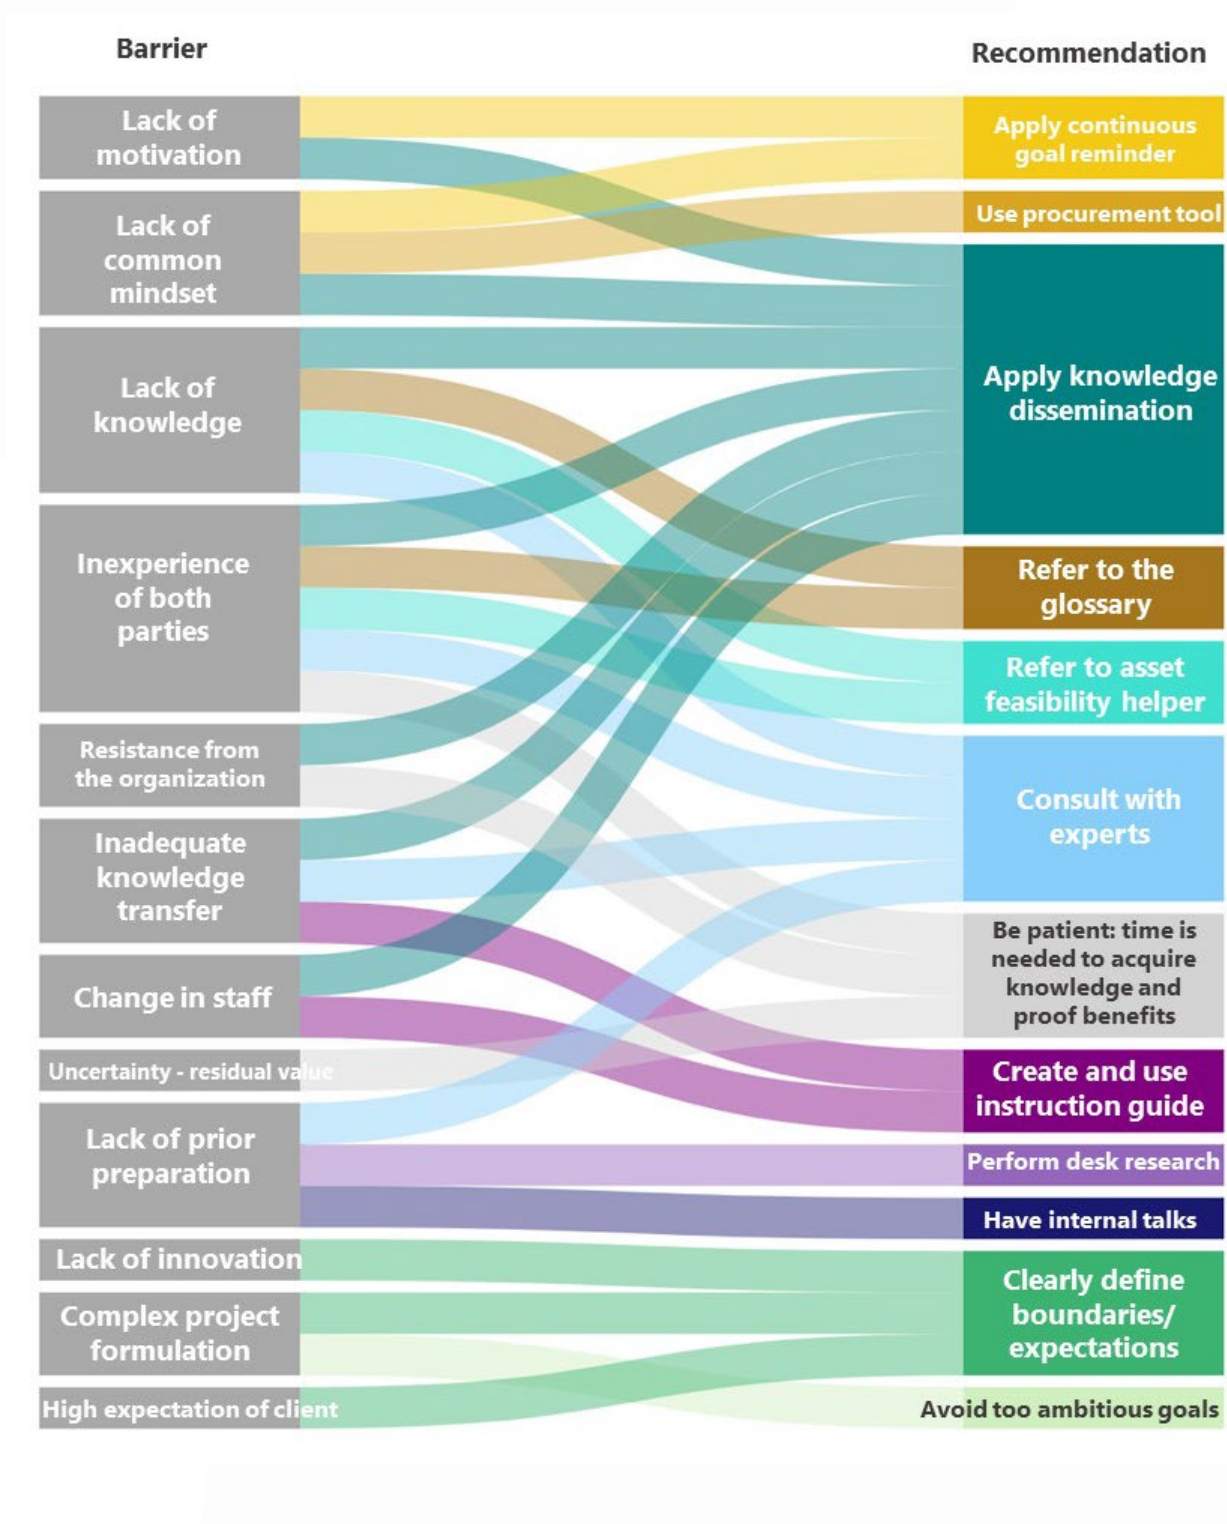 Barrier
Lack of
motivation
Lack of
common
mindset
Lack of
knowledge
Inexperience
of both
parties
Resistance from
the organization
Inadequate
knowledge
transfer
Change in staff
Uncertainty - residual value
Lack of prior
preparation
Lack of innovation
Complex project
formulation
High expectation of client
Recommendation
Apply continuous
goal reminder
Use procurement tool
Apply knowledge
dissemination
Refer to the
glossary
Refer to asset
feasibility helper
Consult with
experts
Be patient: time is
needed to acquire
knowledge and
proof benefits
Create and use
instruction guide
Perform desk research
Have internal talks
Clearly define
boundaries/
expectations
Avoid too ambitious goals